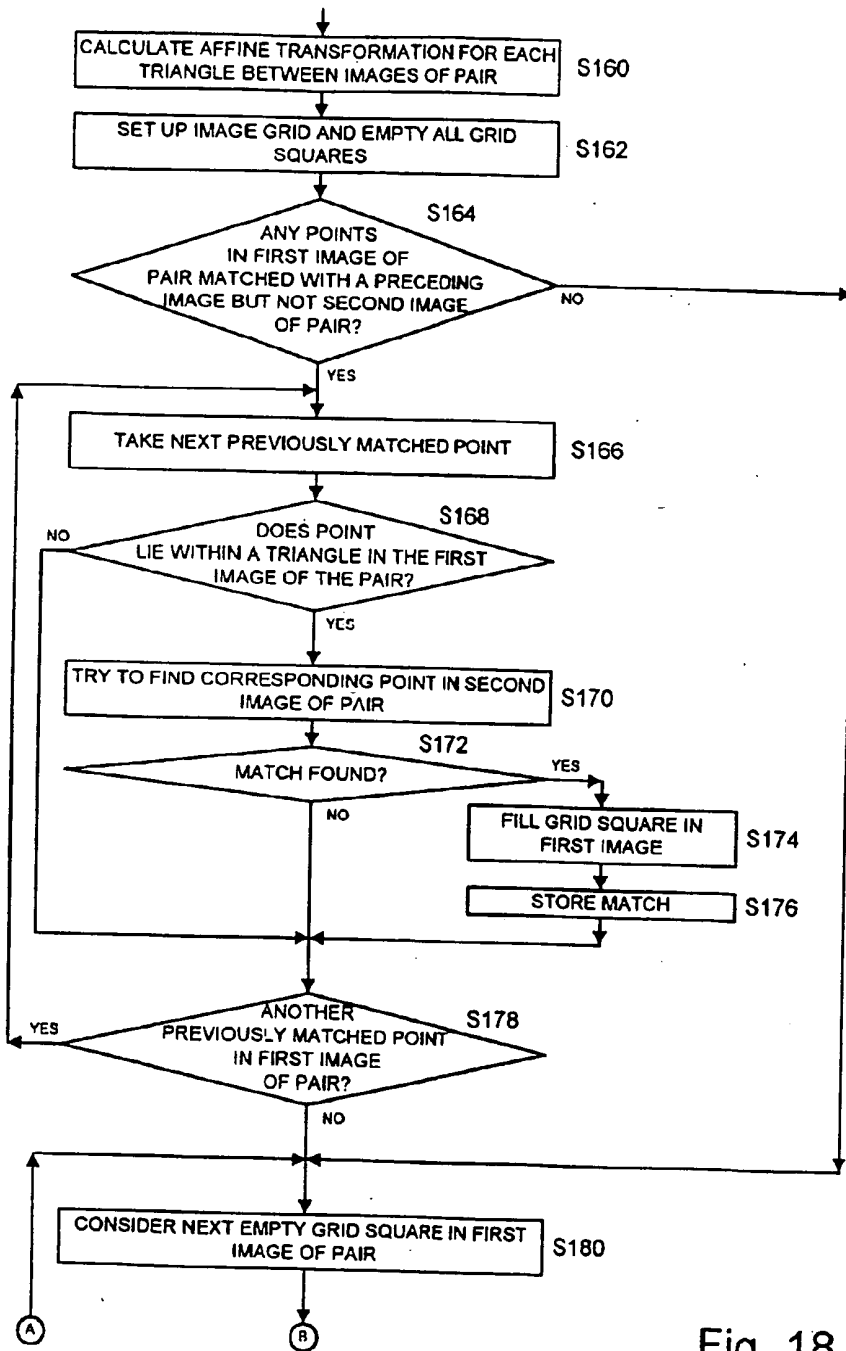 CALCULATE AFFINE TRANSFORMATION FOR EACH
TRIANGLE BETWEEN IMAGES OF PAIR
S160
SET UP IMAGE GRID AND EMPTY ALL GRID
SQUARES
S162
S164
ANY POINTS
IN FIRST IMAGE OF
PAIR MATCHED WITH A PRECEDING
IMAGE BUT NOT SECOND IMAGE
OF PAIR?
NO
YES
TAKE NEXT PREVIOUSLY MATCHED POINT
S166
S168
NO
DOES POINT
LIE WITHIN A TRIANGLE IN THE FIRST
IMAGE OF THE PAIR?
YES
TRY TO FIND CORRESPONDING POINT IN SECOND
IMAGE OF PAIR
S170
S172
MATCH FOUND?
YES
NO
FILL GRID SQUARE IN
FIRST IMAGE
S174
STORE MATCH
S176
S178
ANOTHER
PREVIOUSLY MATCHED POINT
IN FIRST IMAGE
OF PAIR?
YES
NO
CONSIDER NEXT EMPTY GRID SQUARE IN FIRST
IMAGE OF PAIR
S180
A
B
Fig. 18